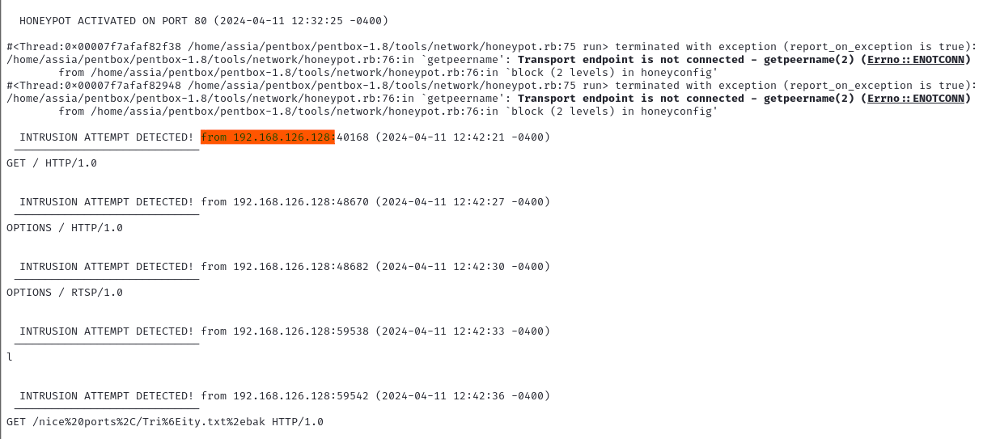 HONEYPOT ACTIVATED ON PORT 80 (2024-04-11 12:32:25 -0400)
#<Thread:0×00007f7afaf82f38 /home/assia/pentbox/pentbox-1.8/tools/network/honeypot.rb:75 run> terminated with exception (report_on_exception is true):
/home/assia/pentbox/pentbox-1.8/tools/network/honeypot.rb:76:in `getpeername': Transport endpoint is not connected - getpeername(2) (Errno::ENOTCONN)
from /home/assia/pentbox/pentbox-1.8/tools/network/honeypot.rb:76:in `block (2 levels) in honeyconfig'
#<Thread:0×00007f7afaf82948 /home/assia/pentbox/pentbox-1.8/tools/network/honeypot.rb:75 run> terminated with exception (report_on_exception is true):
/home/assia/pentbox/pentbox-1.8/tools/network/honeypot.rb:76:in `getpeername': Transport endpoint is not connected - getpeername(2) (Errno::ENOTCONN)
from /home/assia/pentbox/pentbox-1.8/tools/network/honeypot.rb:76:in `block (2 levels) in honeyconfig'
INTRUSION ATTEMPT DETECTED! from 192.168.126.128:40168 (2024-04-11 12:42:21 -0400)
GET / HTTP/1.0
INTRUSION ATTEMPT DETECTED! from 192.168.126.128:48670 (2024-04-11 12:42:27 -0400)
OPTIONS / HTTP/1.0
INTRUSION ATTEMPT DETECTED! from 192.168.126.128:48682 (2024-04-11 12:42:30 -0400)
OPTIONS / RTSP/1.0
INTRUSION ATTEMPT DETECTED! from 192.168.126.128:59538 (2024-04-11 12:42:33 -0400)
l
INTRUSION ATTEMPT DETECTED! from 192.168.126.128:59542 (2024-04-11 12:42:36 -0400)
GET /nice%20ports%2C/Tri%6Eity.txt%2ebak HTTP/1.0